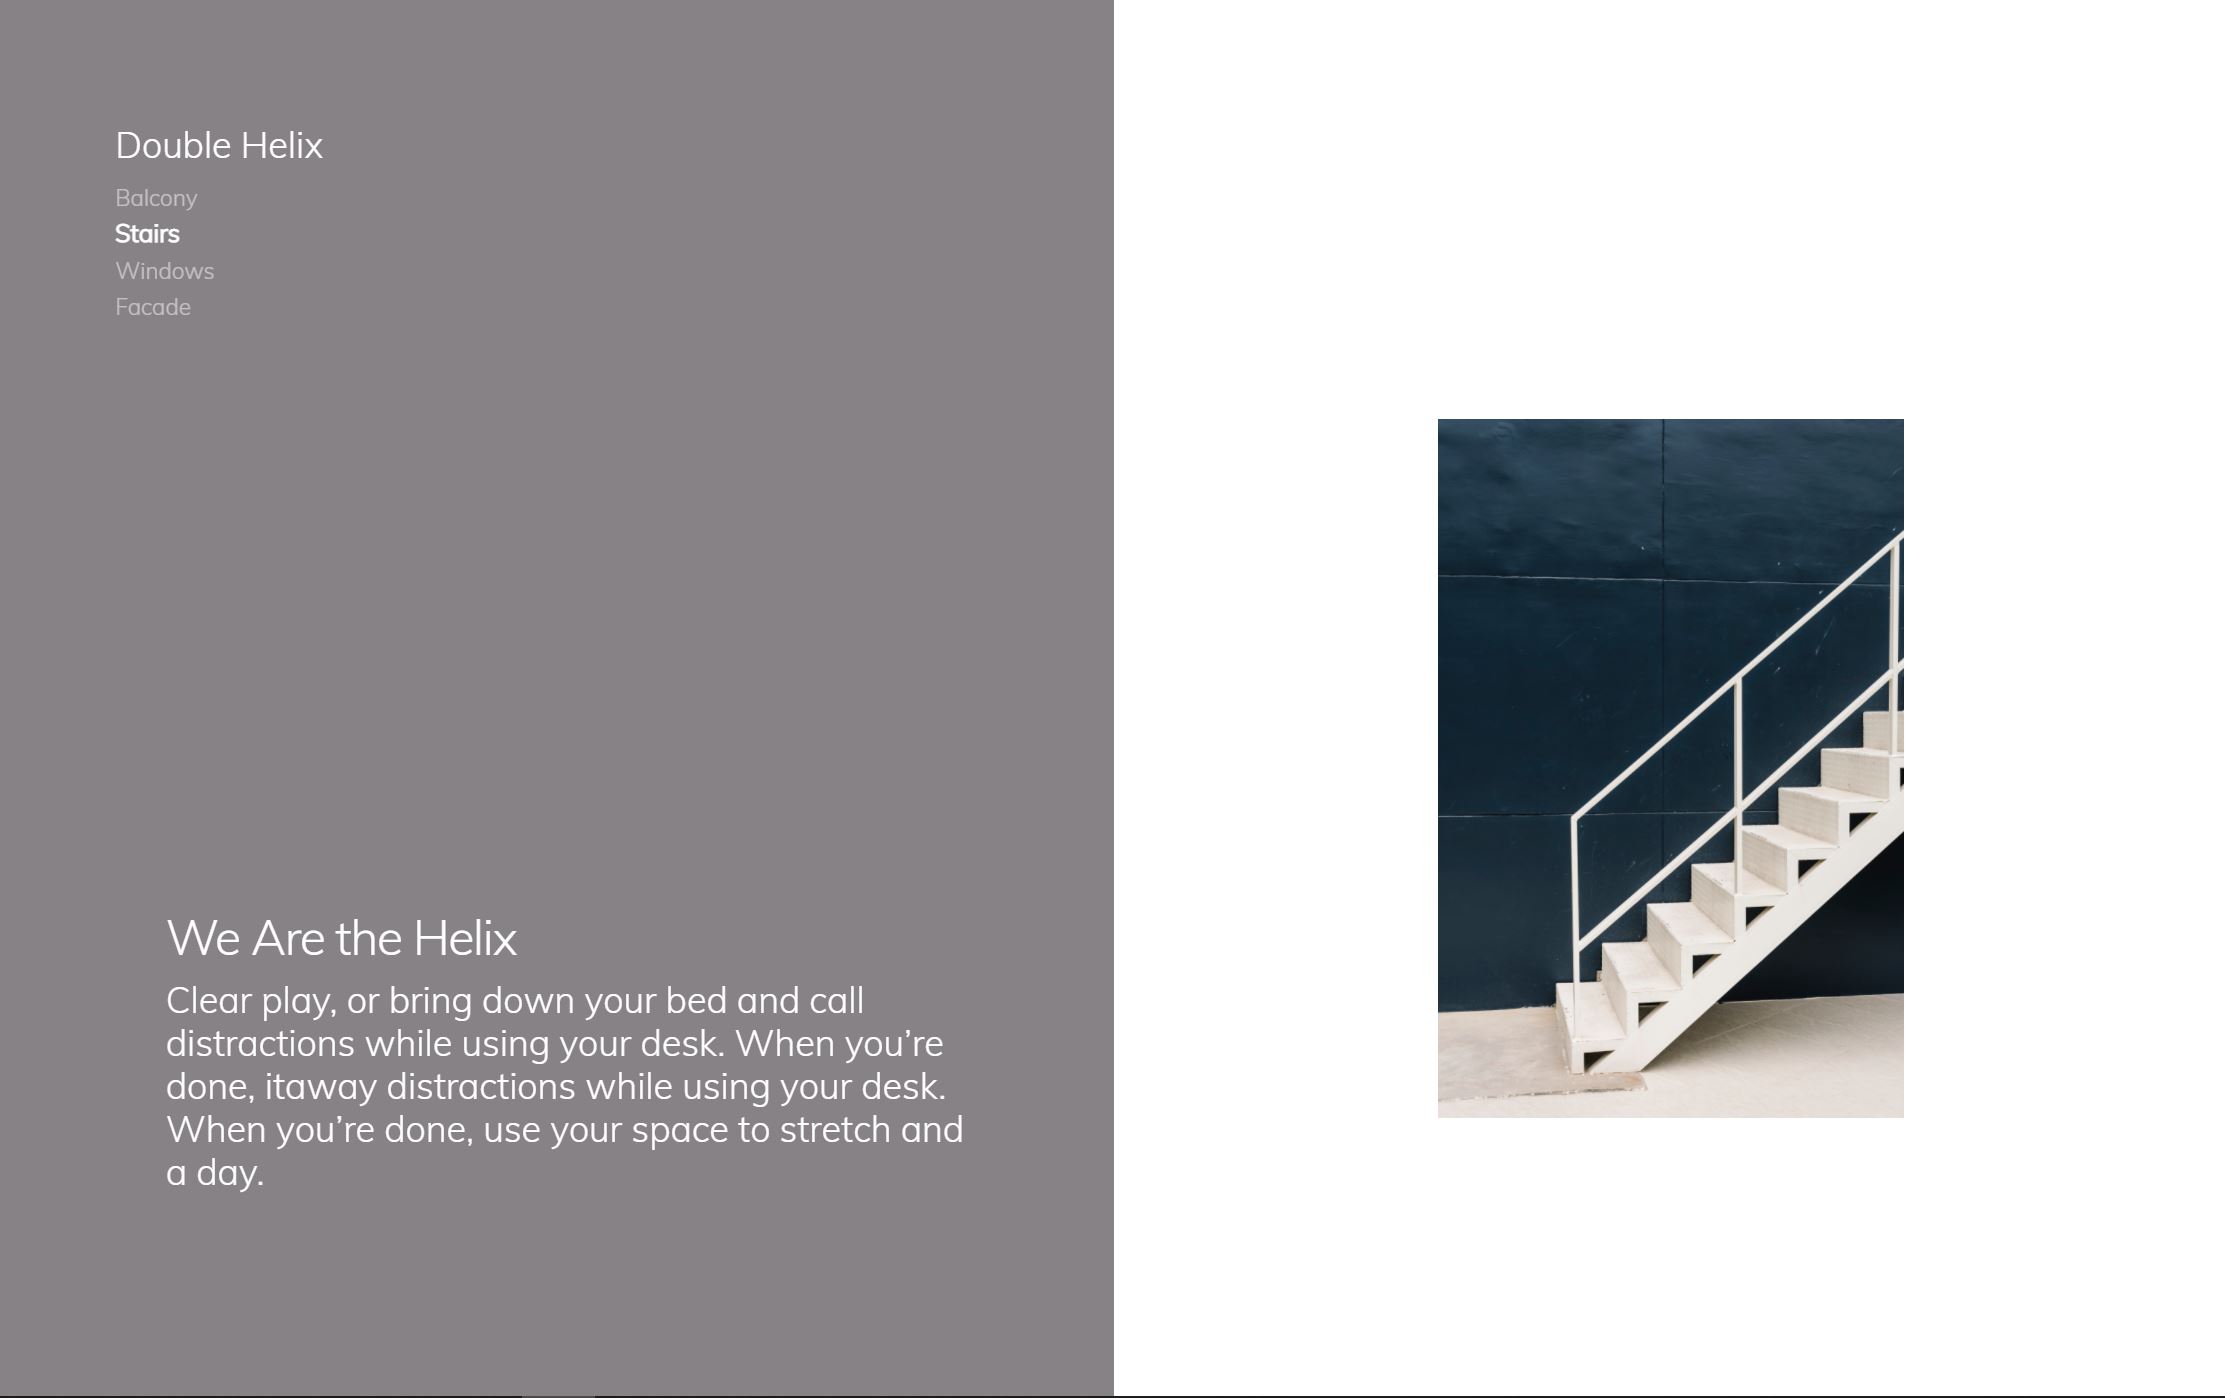 Double Helix
Balcony
Stairs
Windows
Facade
We Are the Helix
Clear play, or bring down your bed and call
distractions while using your desk. When you’re
done, itaway distractions while using your desk.
When you’re done, use your space to stretch and
a day.